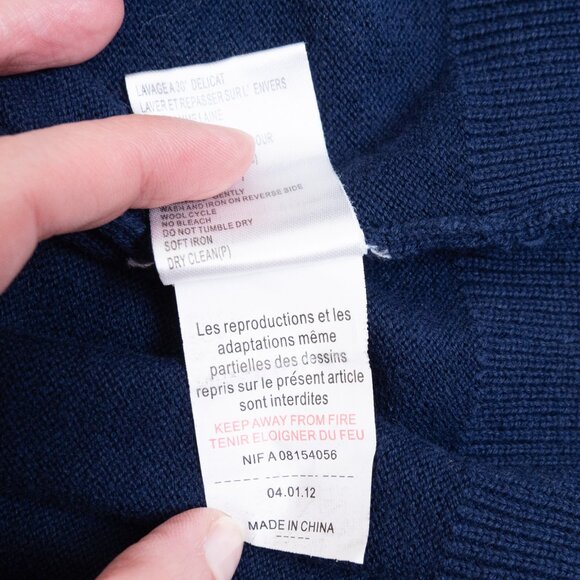 LAVAGE A 30° DELICAT
LAVER ET REPASSER SUR L' ENVERS
LAINE
WASH AND IRON ON REVERSE SIDE
WOOL CYCLE
NO BLEACH
DO NOT TUMBLE DRY
SOFT IRON
DRY CLEAN(P)
Les reproductions et les
adaptations même
partielles des dessins
repris sur le présent article
sont interdites
KEEP AWAY FROM FIRE
TENIR ELOIGNER DU FEU
NIF A 08154056
04.01.12
MADE IN CHINA